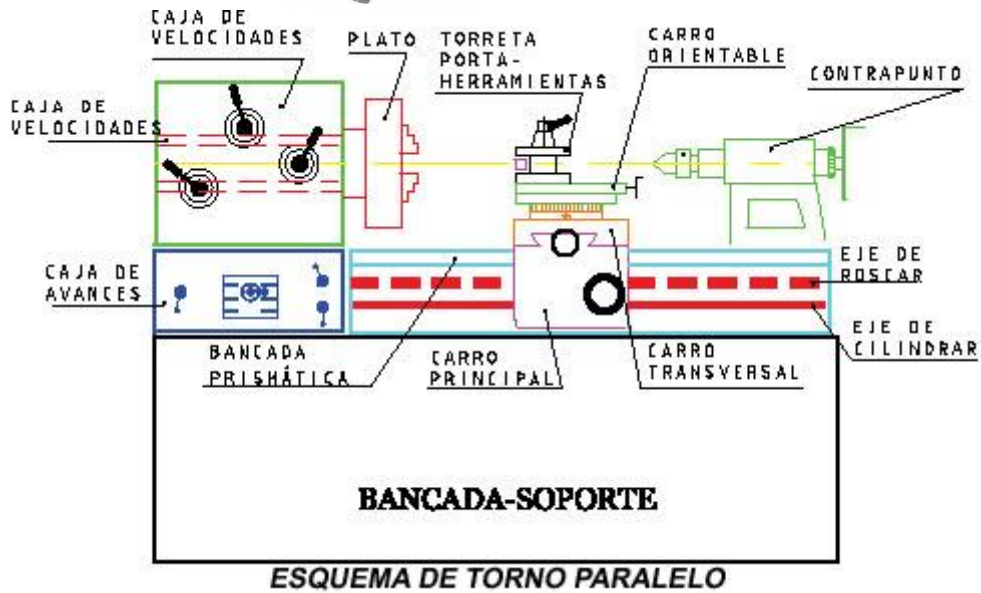 CAJA DE
VELOCIDADES
PLATO
TORRETA
PORTA-
HERRAMIENTAS
CARRO
ORIENTABLE
CONTRAPUNTO
CAJA DE
VELOCIDADES
CAJA DE
AVANCES
EJE DE
ROSCAR
EJE DE
CILINDRAR
BANCADA
PRISMÁTICA
CARRO
PRINCIPAL
CARRO
TRANSVERSAL
BANCADA-SOPORTE
ESQUEMA DE TORNO PARALELO